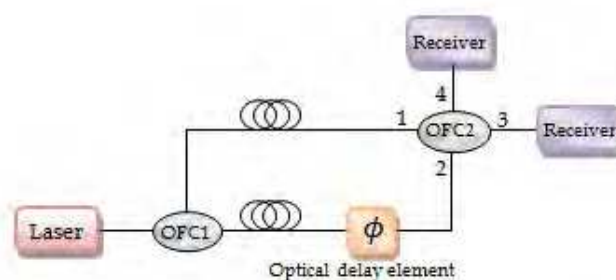 Receiver
4
1
OFC2
3
Receiver
2
Laser
OFC1
ϕ
Optical delay element